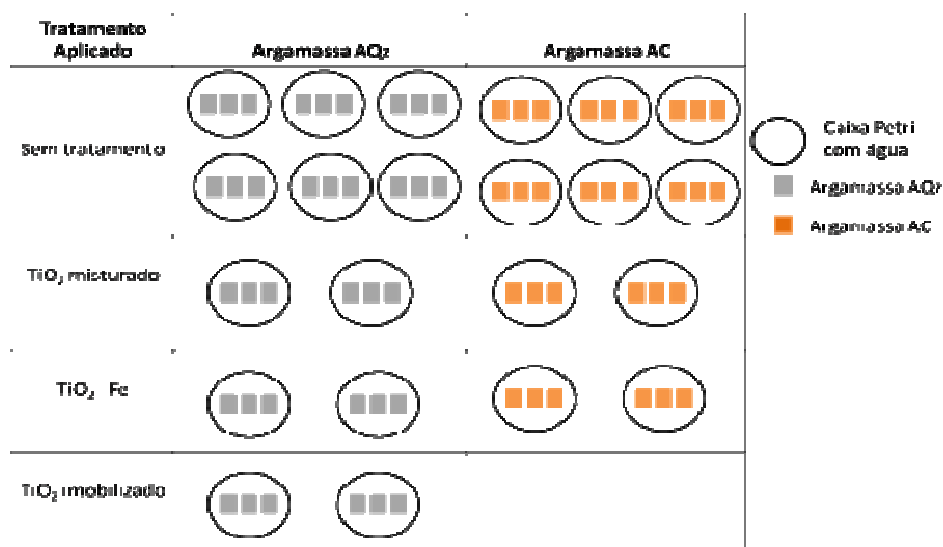 Tratamento
Aplicado
Argamassa AQ₂
Argamassa AC
Sem tratamento
TiO₂ misturado
TiO₂ Fe
TiO₂ imobilizado
Caixa Petri
com água
Argamassa AQ₂
Argamassa AC